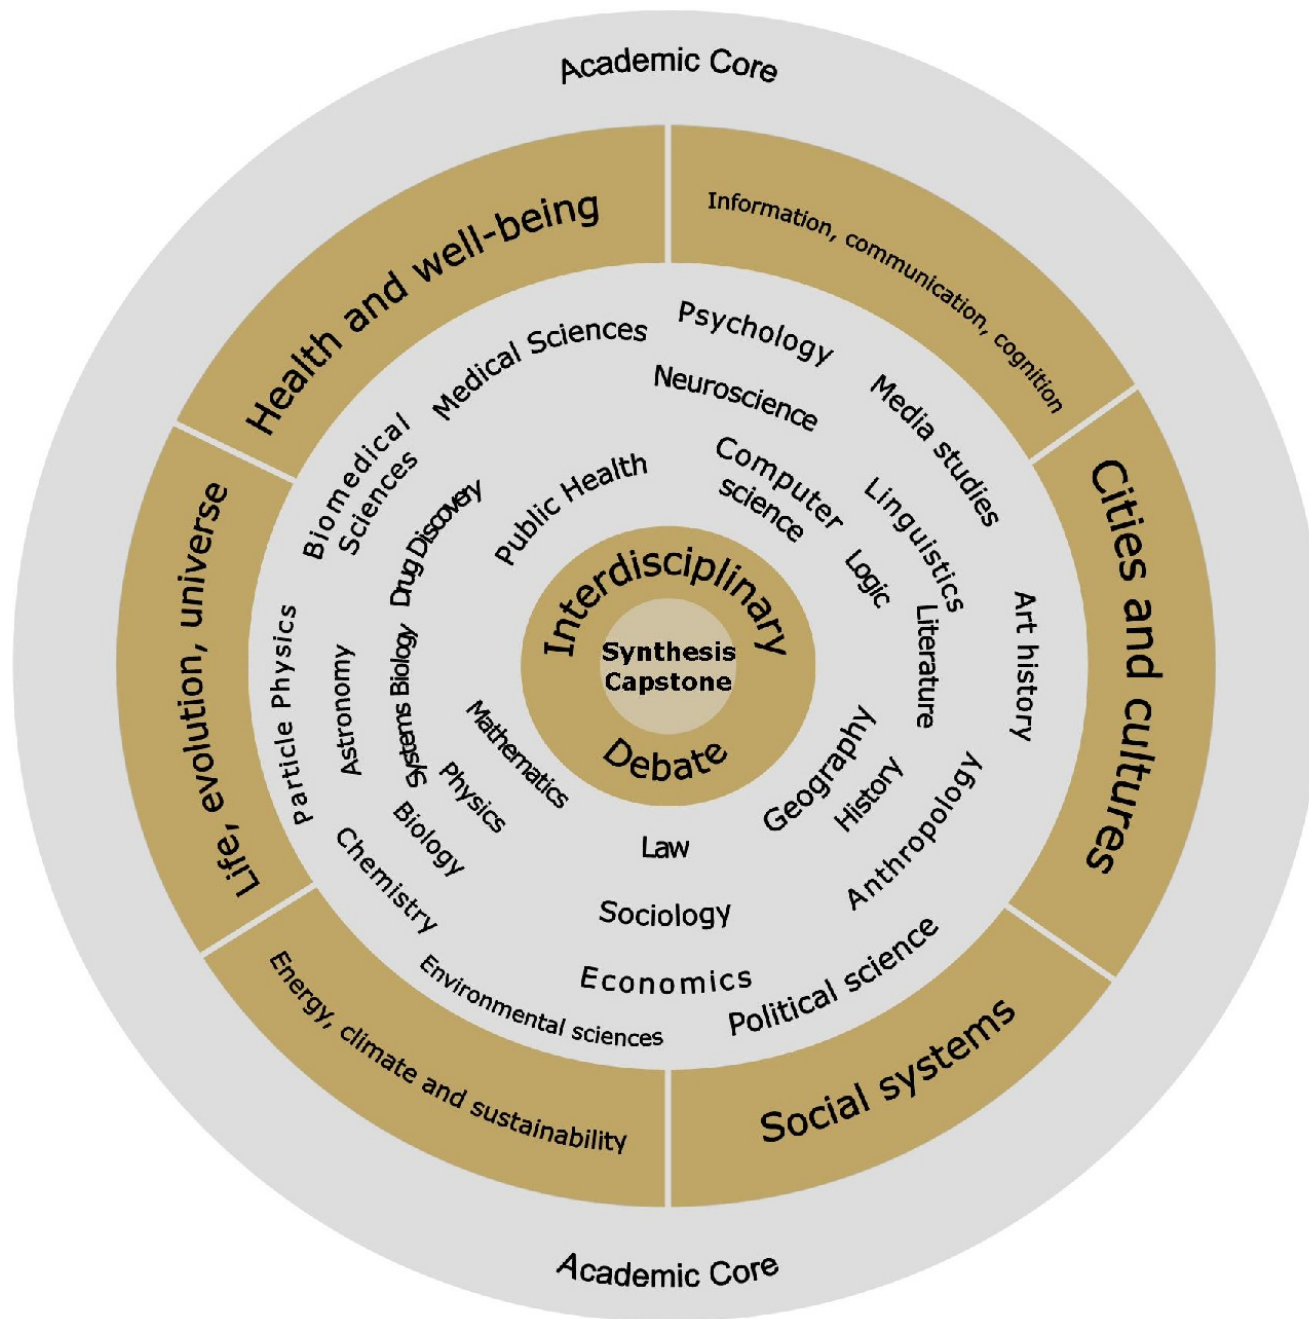 Academic Core
Health and well-being
Information, communication, cognition
Cities and cultures
Social systems
Energy, climate and sustainability
Life, evolution, universe
Medical Sciences
Psychology
Neuroscience
Media studies
Biomedical
Sciences
Drug Discovery
Public Health
Computer
science
Linguistics
Logic
Literature
Art history
Particle Physics
Astronomy
Systems Biology
Mathematics
Physics
Biology
Chemistry
Environmental sciences
Law
Sociology
Economics
Political science
Geography
History
Anthropology
Interdisciplinary
Synthesis
Capstone
Debate
Academic Core